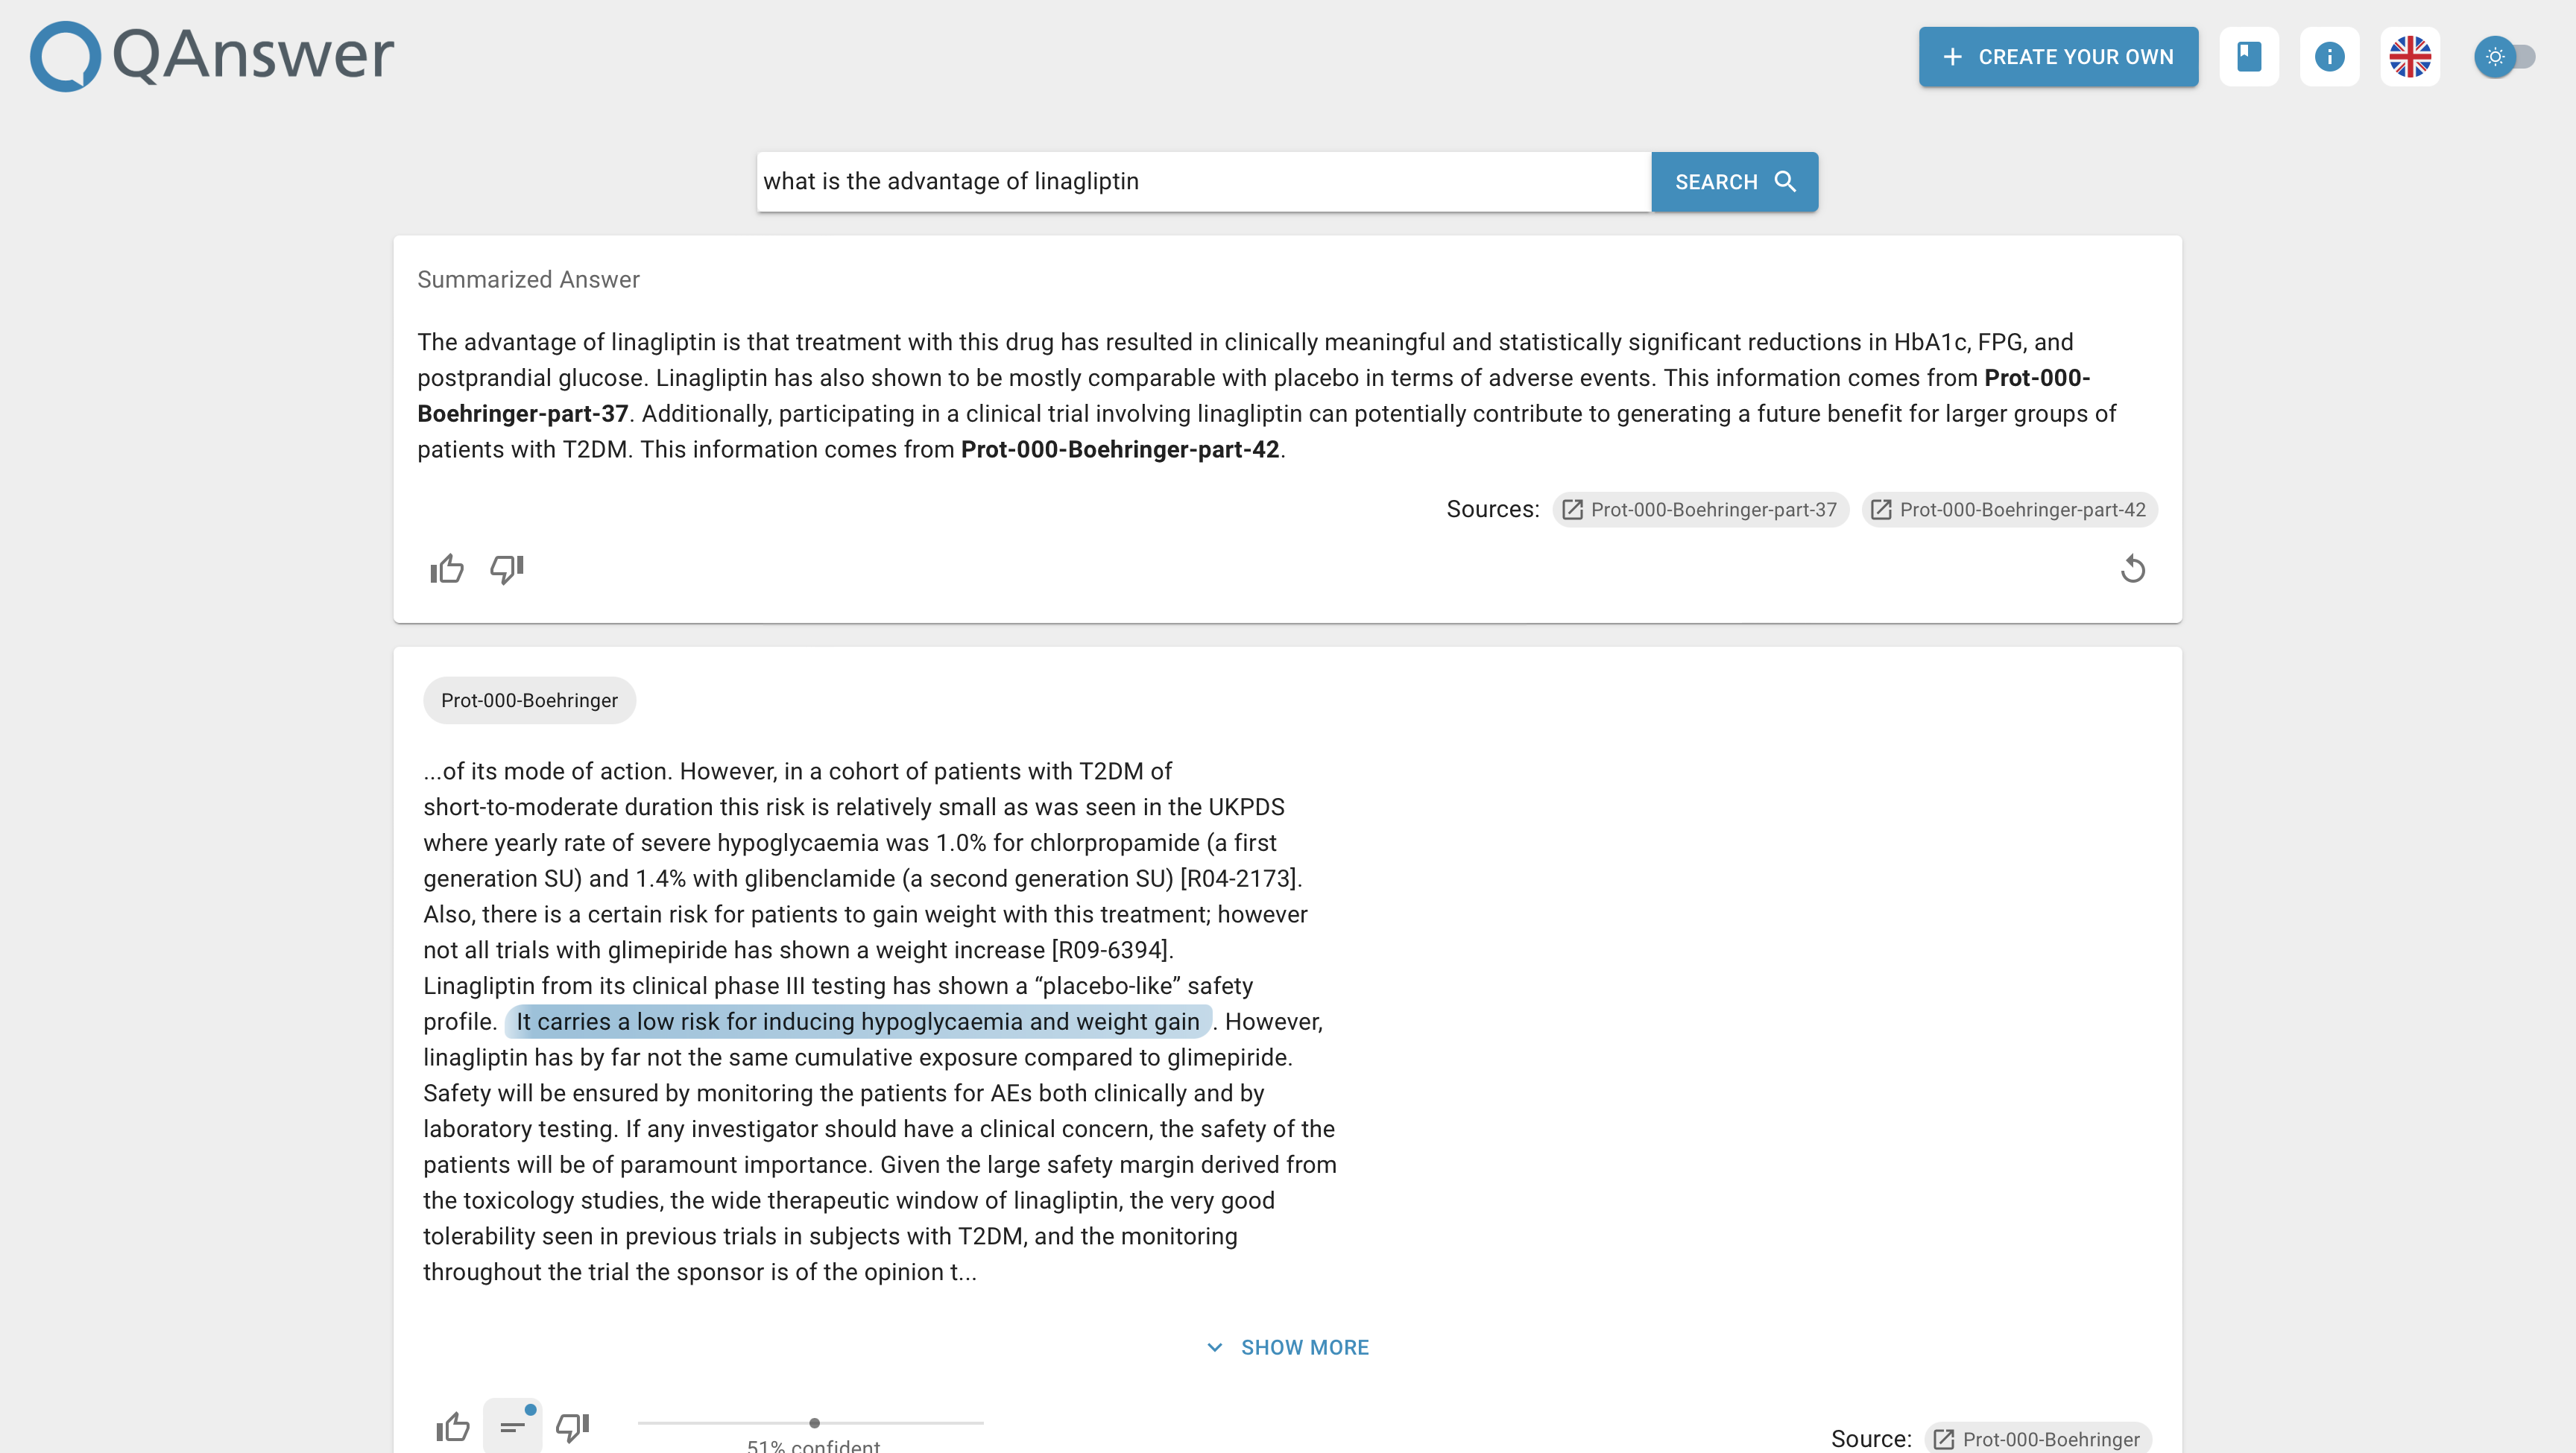 QAnswer
+ CREATE YOUR OWN
what is the advantage of linagliptin
SEARCH
Summarized Answer
The advantage of linagliptin is that treatment with this drug has resulted in clinically meaningful and statistically significant reductions in HbA1c, FPG, and
postprandial glucose. Linagliptin has also shown to be mostly comparable with placebo in terms of adverse events. This information comes from Prot-000-
Boehringer-part-37. Additionally, participating in a clinical trial involving linagliptin can potentially contribute to generating a future benefit for larger groups of
patients with T2DM. This information comes from Prot-000-Boehringer-part-42.
Sources: Prot-000-Boehringer-part-37 Prot-000-Boehringer-part-42
Prot-000-Boehringer
...of its mode of action. However, in a cohort of patients with T2DM of
short-to-moderate duration this risk is relatively small as was seen in the UKPDS
where yearly rate of severe hypoglycaemia was 1.0% for chlorpropamide (a first
generation SU) and 1.4% with glibenclamide (a second generation SU) [R04-2173].
Also, there is a certain risk for patients to gain weight with this treatment; however
not all trials with glimepiride has shown a weight increase [R09-6394].
Linagliptin from its clinical phase III testing has shown a “placebo-like” safety
profile. It carries a low risk for inducing hypoglycaemia and weight gain . However,
linagliptin has by far not the same cumulative exposure compared to glimepiride.
Safety will be ensured by monitoring the patients for AEs both clinically and by
laboratory testing. If any investigator should have a clinical concern, the safety of the
patients will be of paramount importance. Given the large safety margin derived from
the toxicology studies, the wide therapeutic window of linagliptin, the very good
tolerability seen in previous trials in subjects with T2DM, and the monitoring
throughout the trial the sponsor is of the opinion t...
SHOW MORE
51% confident
Source: Prot-000-Boehringer